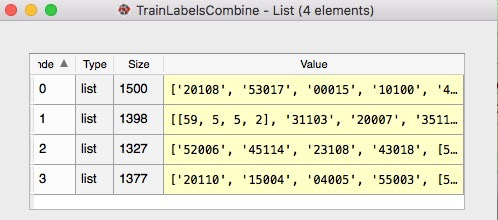 TrainLabelsCombine - List (4 elements)
nde Type Size Value
0 list 1500 ['20108', '53017', '00015', '10100', '4…
1 list 1398 [[59, 5, 5, 2], '31103', '20007', '3511…
2 list 1327 ['52006', '45114', '23108', '43018', [5…
3 list 1377 ['20110', '15004', '04005', '55003', [5…